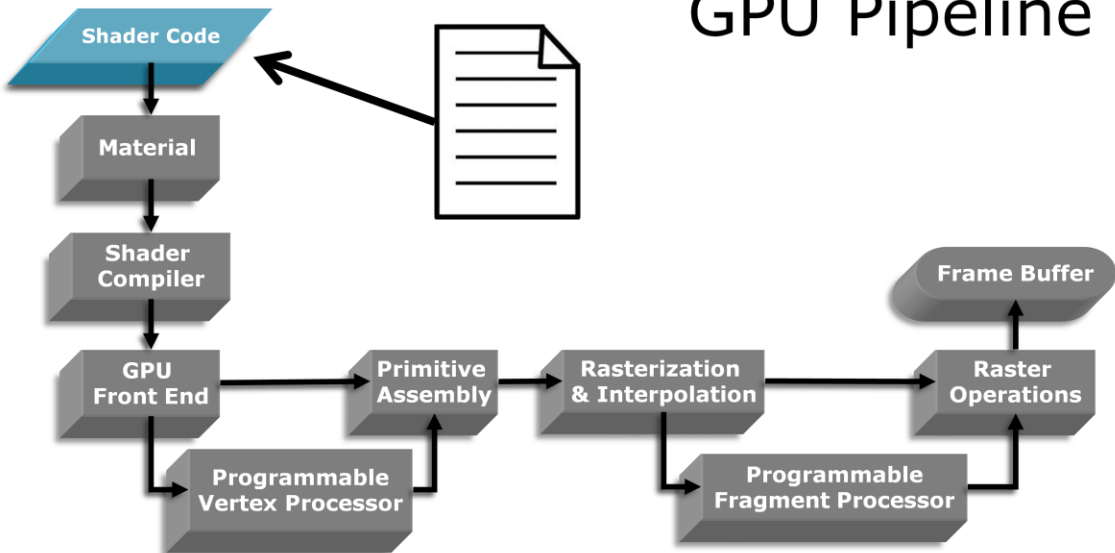 GPU Pipeline
Shader Code
Material
Shader
Compiler
Frame Buffer
GPU
Front End
Primitive
Assembly
Rasterization
& Interpolation
Raster
Operations
Programmable
Vertex Processor
Programmable
Fragment Processor